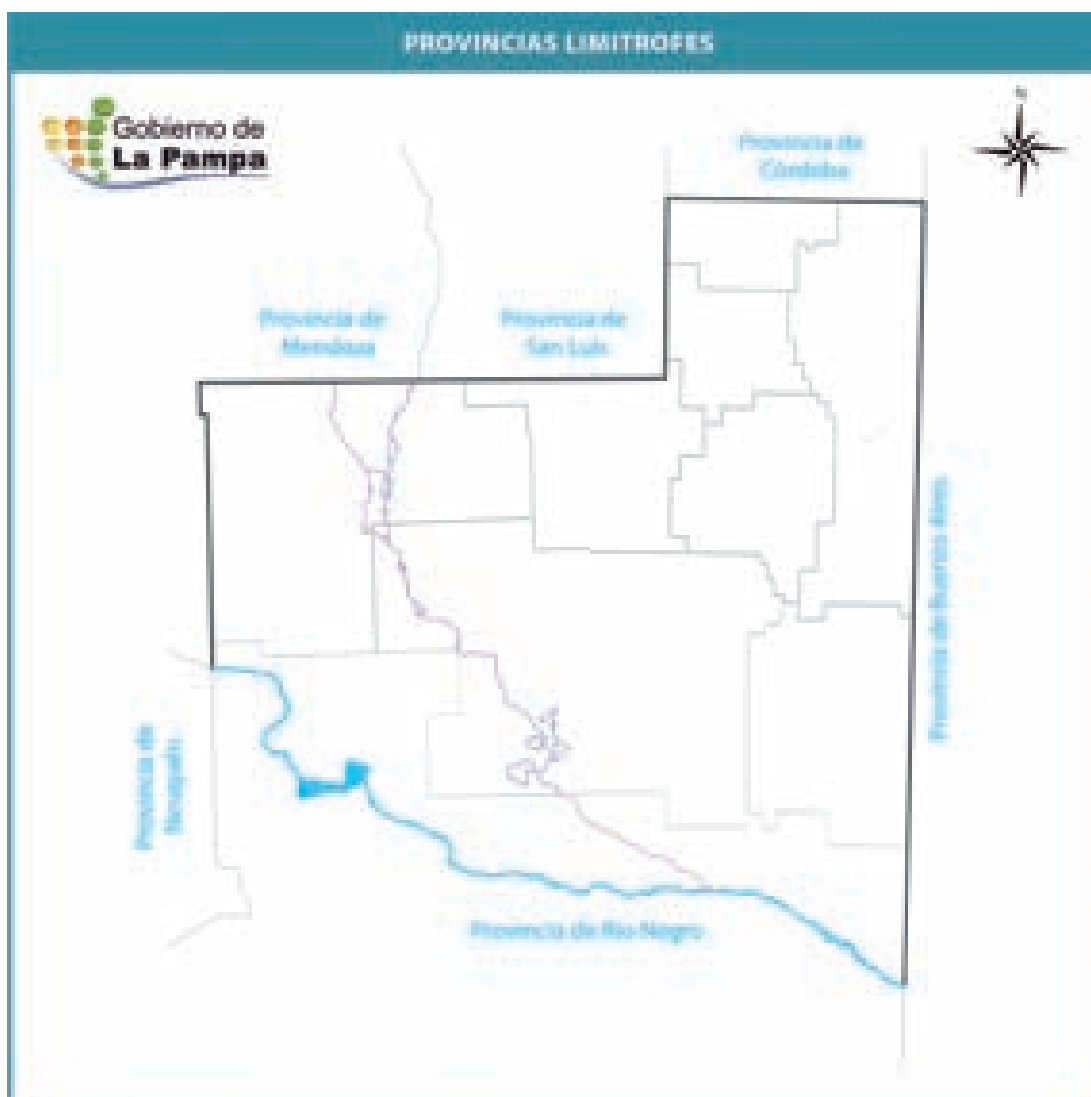 PROVINCIAS LIMITROFES
Gobierno de
La Pampa
N
Provincia de
Córdoba
Provincia de
Mendoza
Provincia de
San Luis
Provincia de Buenos Aires
Provincia de
Neuquén
Provincia de Río Negro